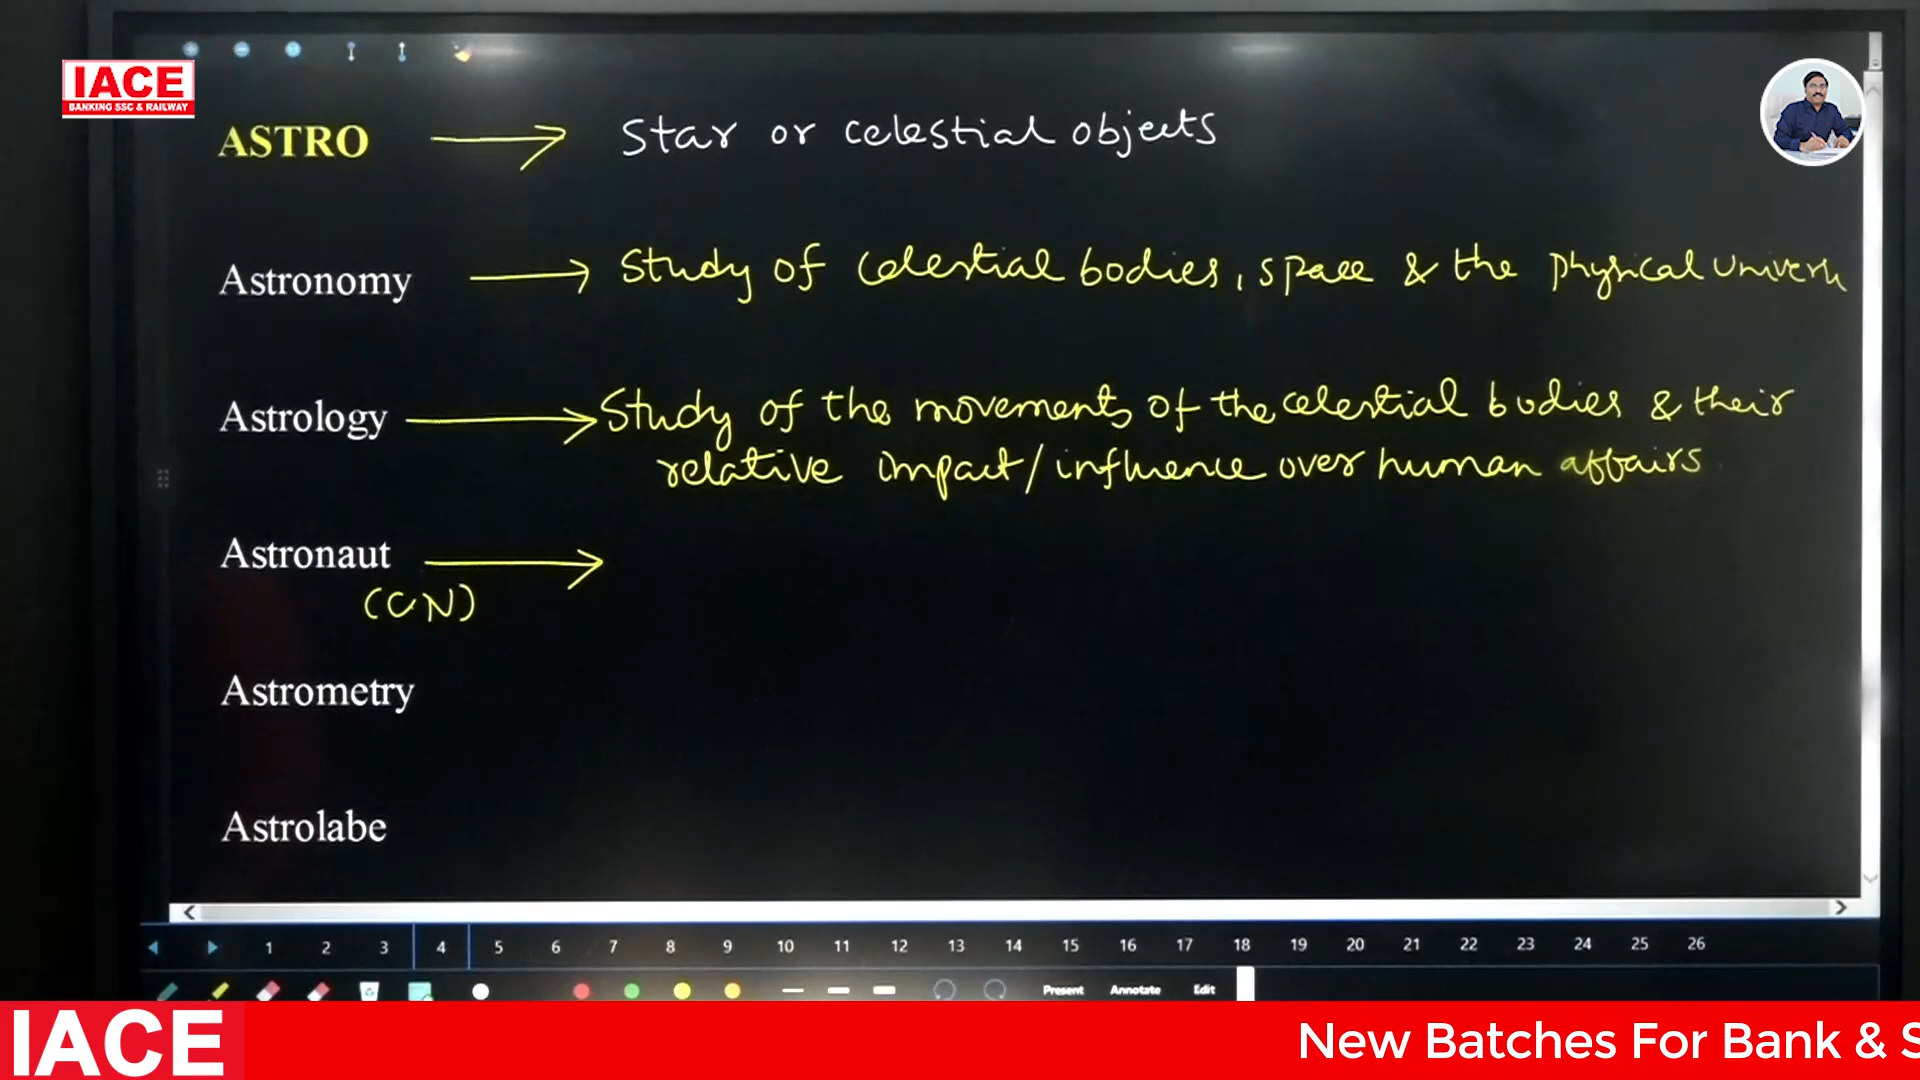 IACE
BANKING SSC & RAILWAY
ASTRO → Star or celestial objects
Astronomy → Study of celestial bodies, space & the physical univers
Astrology → Study of the movements of the celestial bodies & their
relative impact/influence over human affairs
Astronaut →
(CN)
Astrometry
Astrolabe
1 2 3 4 5 6 7 8 9 10 11 12 13 14 15 16 17 18 19 20 21 22 23 24 25 26
Present Annotate Edit
IACE New Batches For Bank & S